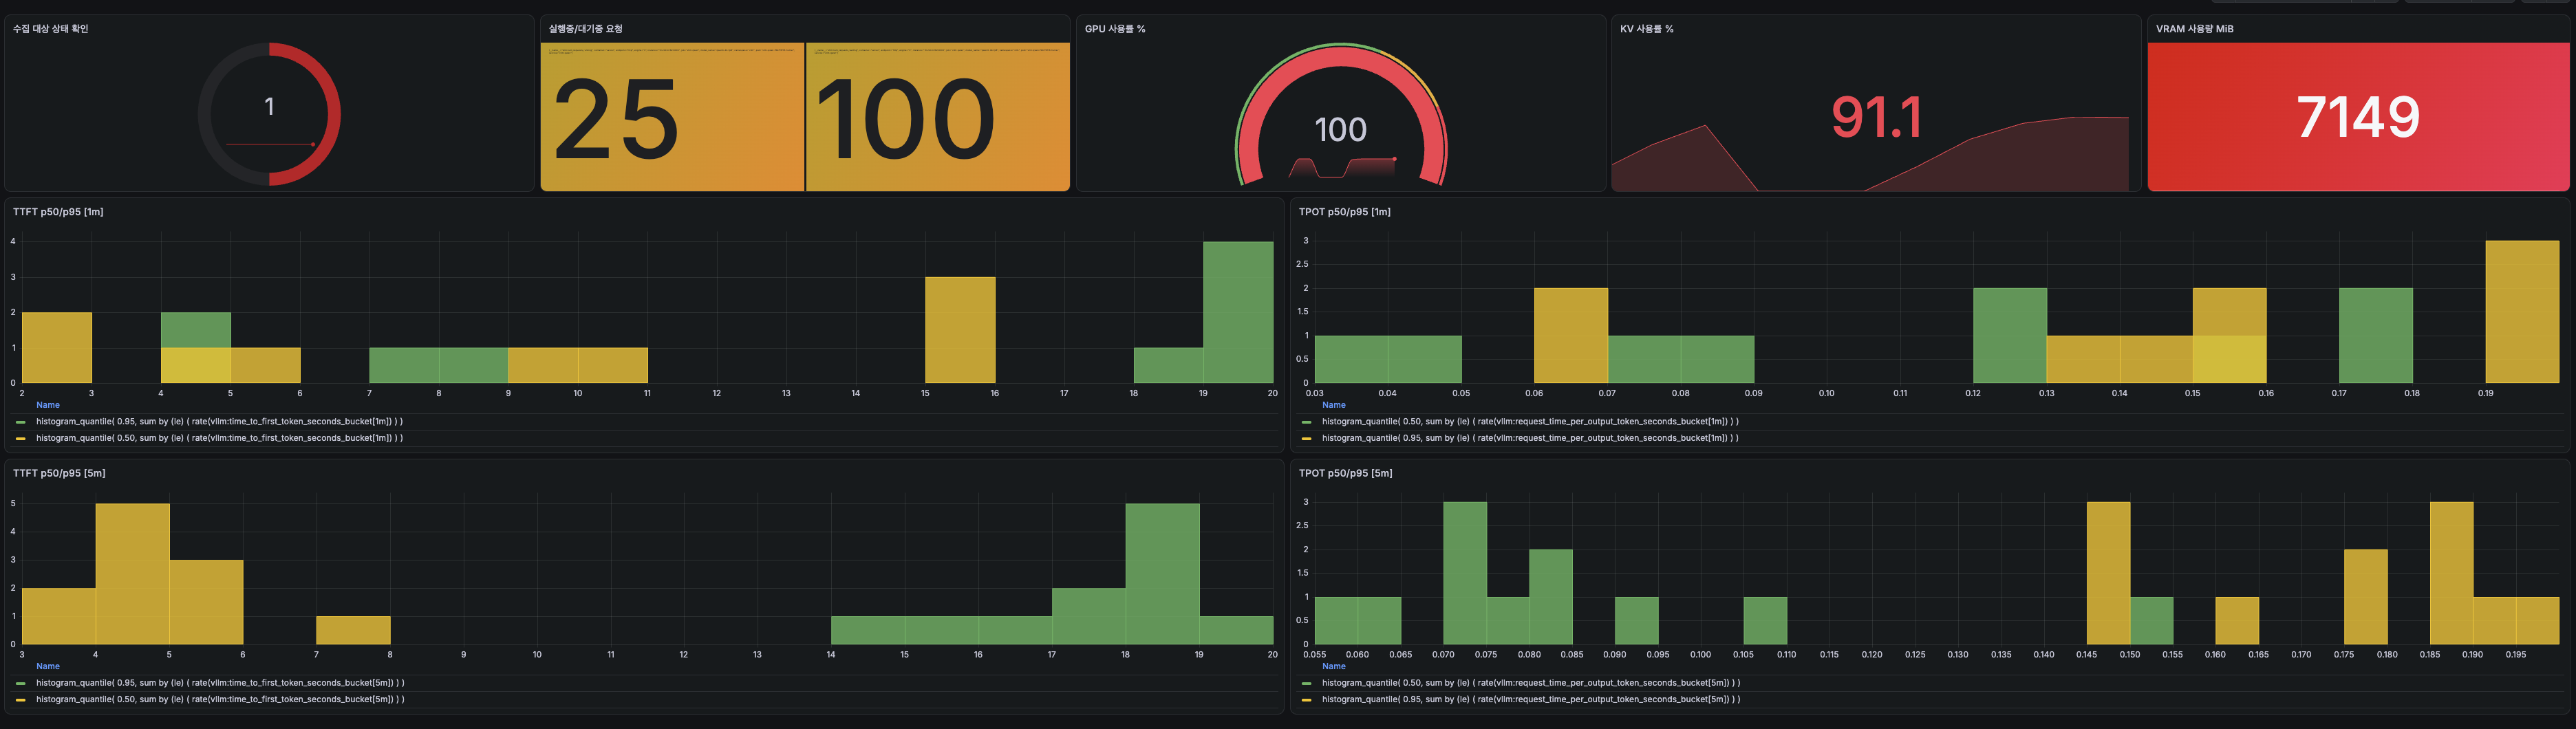 수집 대상 상태 확인
1
실행중/대기중 요청
25
100
GPU 사용률 %
100
KV 사용률 %
91.1
VRAM 사용량 MiB
7149
TTFT p50/p95 [1m]
4
3
2
1
0
2 3 4 5 6 7 8 9 10 11 12 13 14 15 16 17 18 19 20
Name
histogram_quantile( 0.95, sum by (le) ( rate(vllm:time_to_first_token_seconds_bucket[1m]) ) )
histogram_quantile( 0.50, sum by (le) ( rate(vllm:time_to_first_token_seconds_bucket[1m]) ) )
TPOT p50/p95 [1m]
3
2.5
2
1.5
1
0.5
0
0.03 0.04 0.05 0.06 0.07 0.08 0.09 0.10 0.11 0.12 0.13 0.14 0.15 0.16 0.17 0.18 0.19
Name
histogram_quantile( 0.50, sum by (le) ( rate(vllm:request_time_per_output_token_seconds_bucket[1m]) ) )
histogram_quantile( 0.95, sum by (le) ( rate(vllm:request_time_per_output_token_seconds_bucket[1m]) ) )
TTFT p50/p95 [5m]
5
4
3
2
1
0
3 4 5 6 7 8 9 10 11 12 13 14 15 16 17 18 19 20
Name
histogram_quantile( 0.95, sum by (le) ( rate(vllm:time_to_first_token_seconds_bucket[5m]) ) )
histogram_quantile( 0.50, sum by (le) ( rate(vllm:time_to_first_token_seconds_bucket[5m]) ) )
TPOT p50/p95 [5m]
3
2.5
2
1.5
1
0.5
0
0.055 0.060 0.065 0.070 0.075 0.080 0.085 0.090 0.095 0.100 0.105 0.110 0.115 0.120 0.125 0.130 0.135 0.140 0.145 0.150 0.155 0.160 0.165 0.170 0.175 0.180 0.185 0.190 0.195
Name
histogram_quantile( 0.50, sum by (le) ( rate(vllm:request_time_per_output_token_seconds_bucket[5m]) ) )
histogram_quantile( 0.95, sum by (le) ( rate(vllm:request_time_per_output_token_seconds_bucket[5m]) ) )